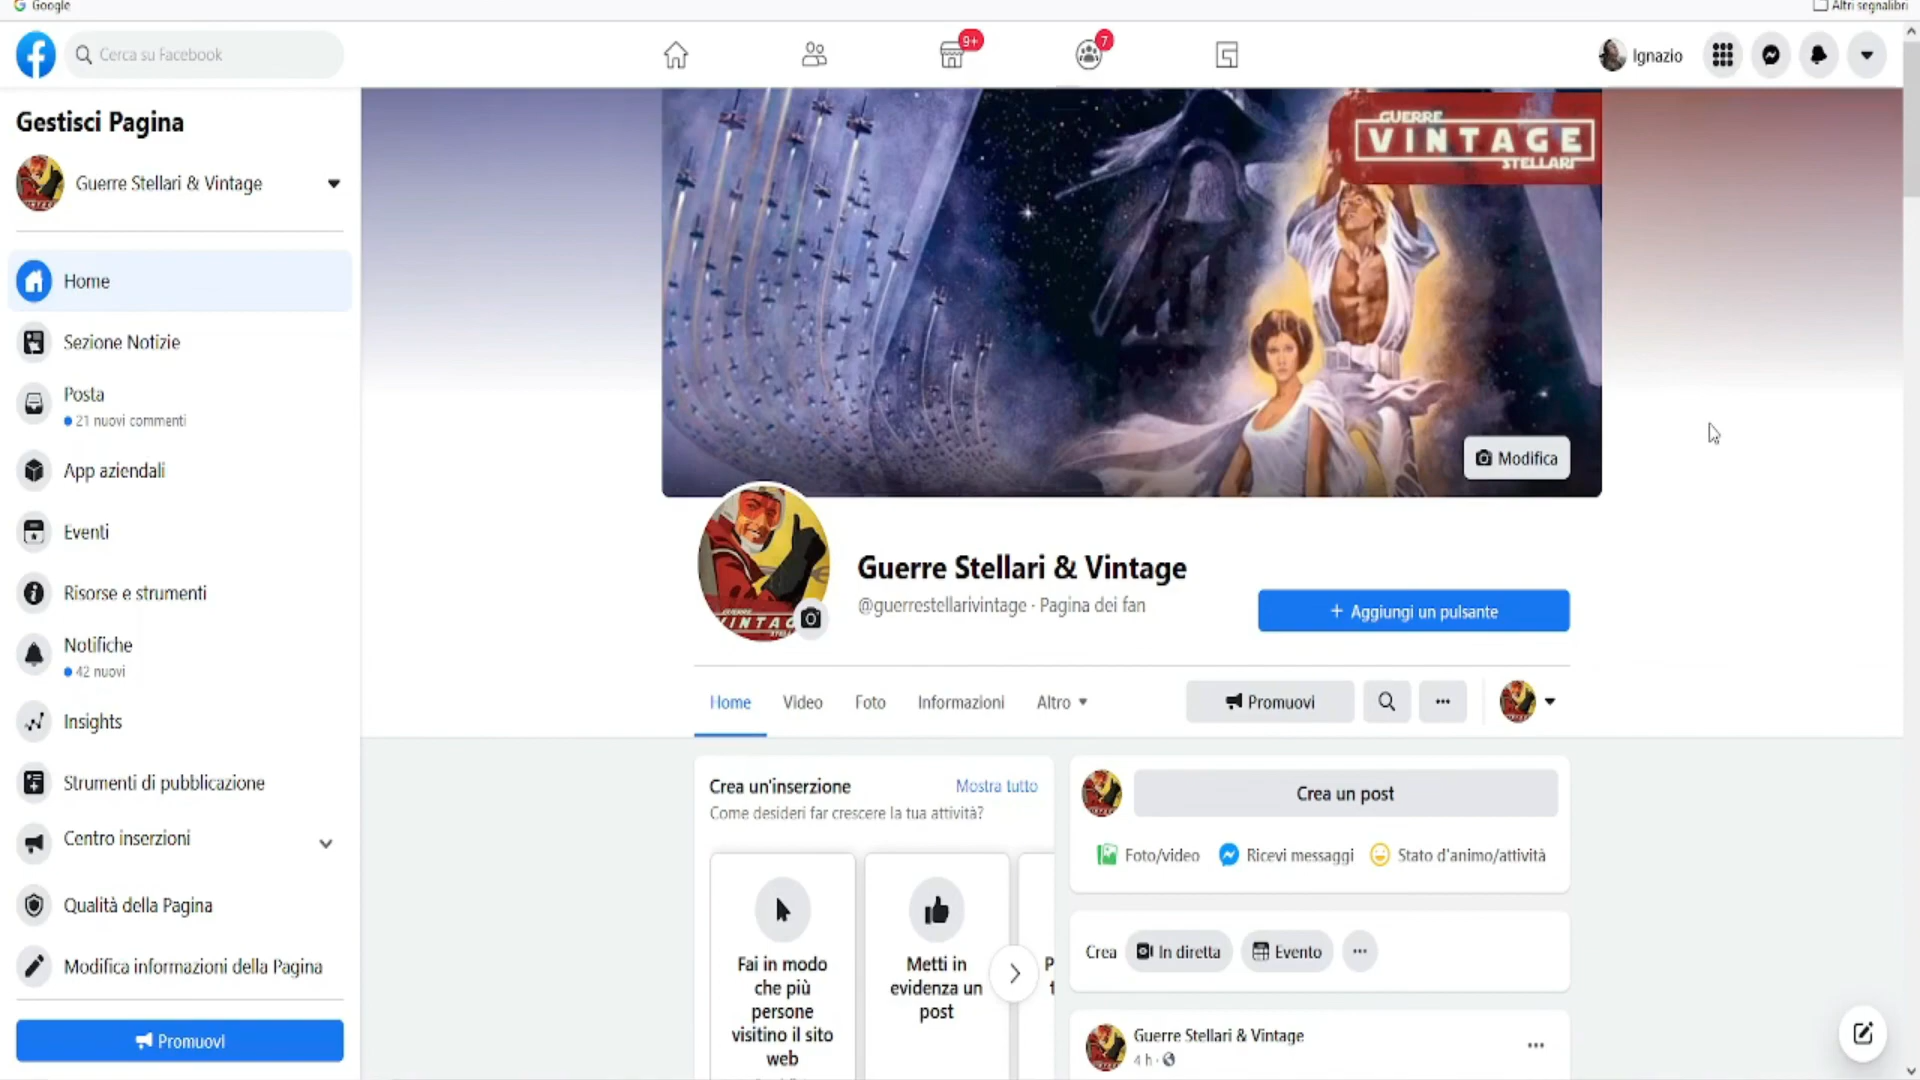 Google
Altri segnalibri
Cerca su Facebook
9+
7
Ignazio
Gestisci Pagina
Guerre Stellari & Vintage
Home
Sezione Notizie
Posta
21 nuovi commenti
App aziendali
Eventi
Risorse e strumenti
Notifiche
42 nuovi
Insights
Strumenti di pubblicazione
Centro inserzioni
Qualità della Pagina
Modifica informazioni della Pagina
Promuovi
GUERRE
VINTAGE
STELLARI
Modifica
Guerre Stellari & Vintage
@guerrestellarivintage · Pagina dei fan
+ Aggiungi un pulsante
Home Video Foto Informazioni Altro
Promuovi
Crea un'inserzione Mostra tutto
Come desideri far crescere la tua attività?
Fai in modo
che più
persone
visitino il sito
web
Metti in
evidenza un
post
Crea un post
Foto/video Ricevi messaggi Stato d'animo/attività
Crea In diretta Evento
Guerre Stellari & Vintage
4 h ·